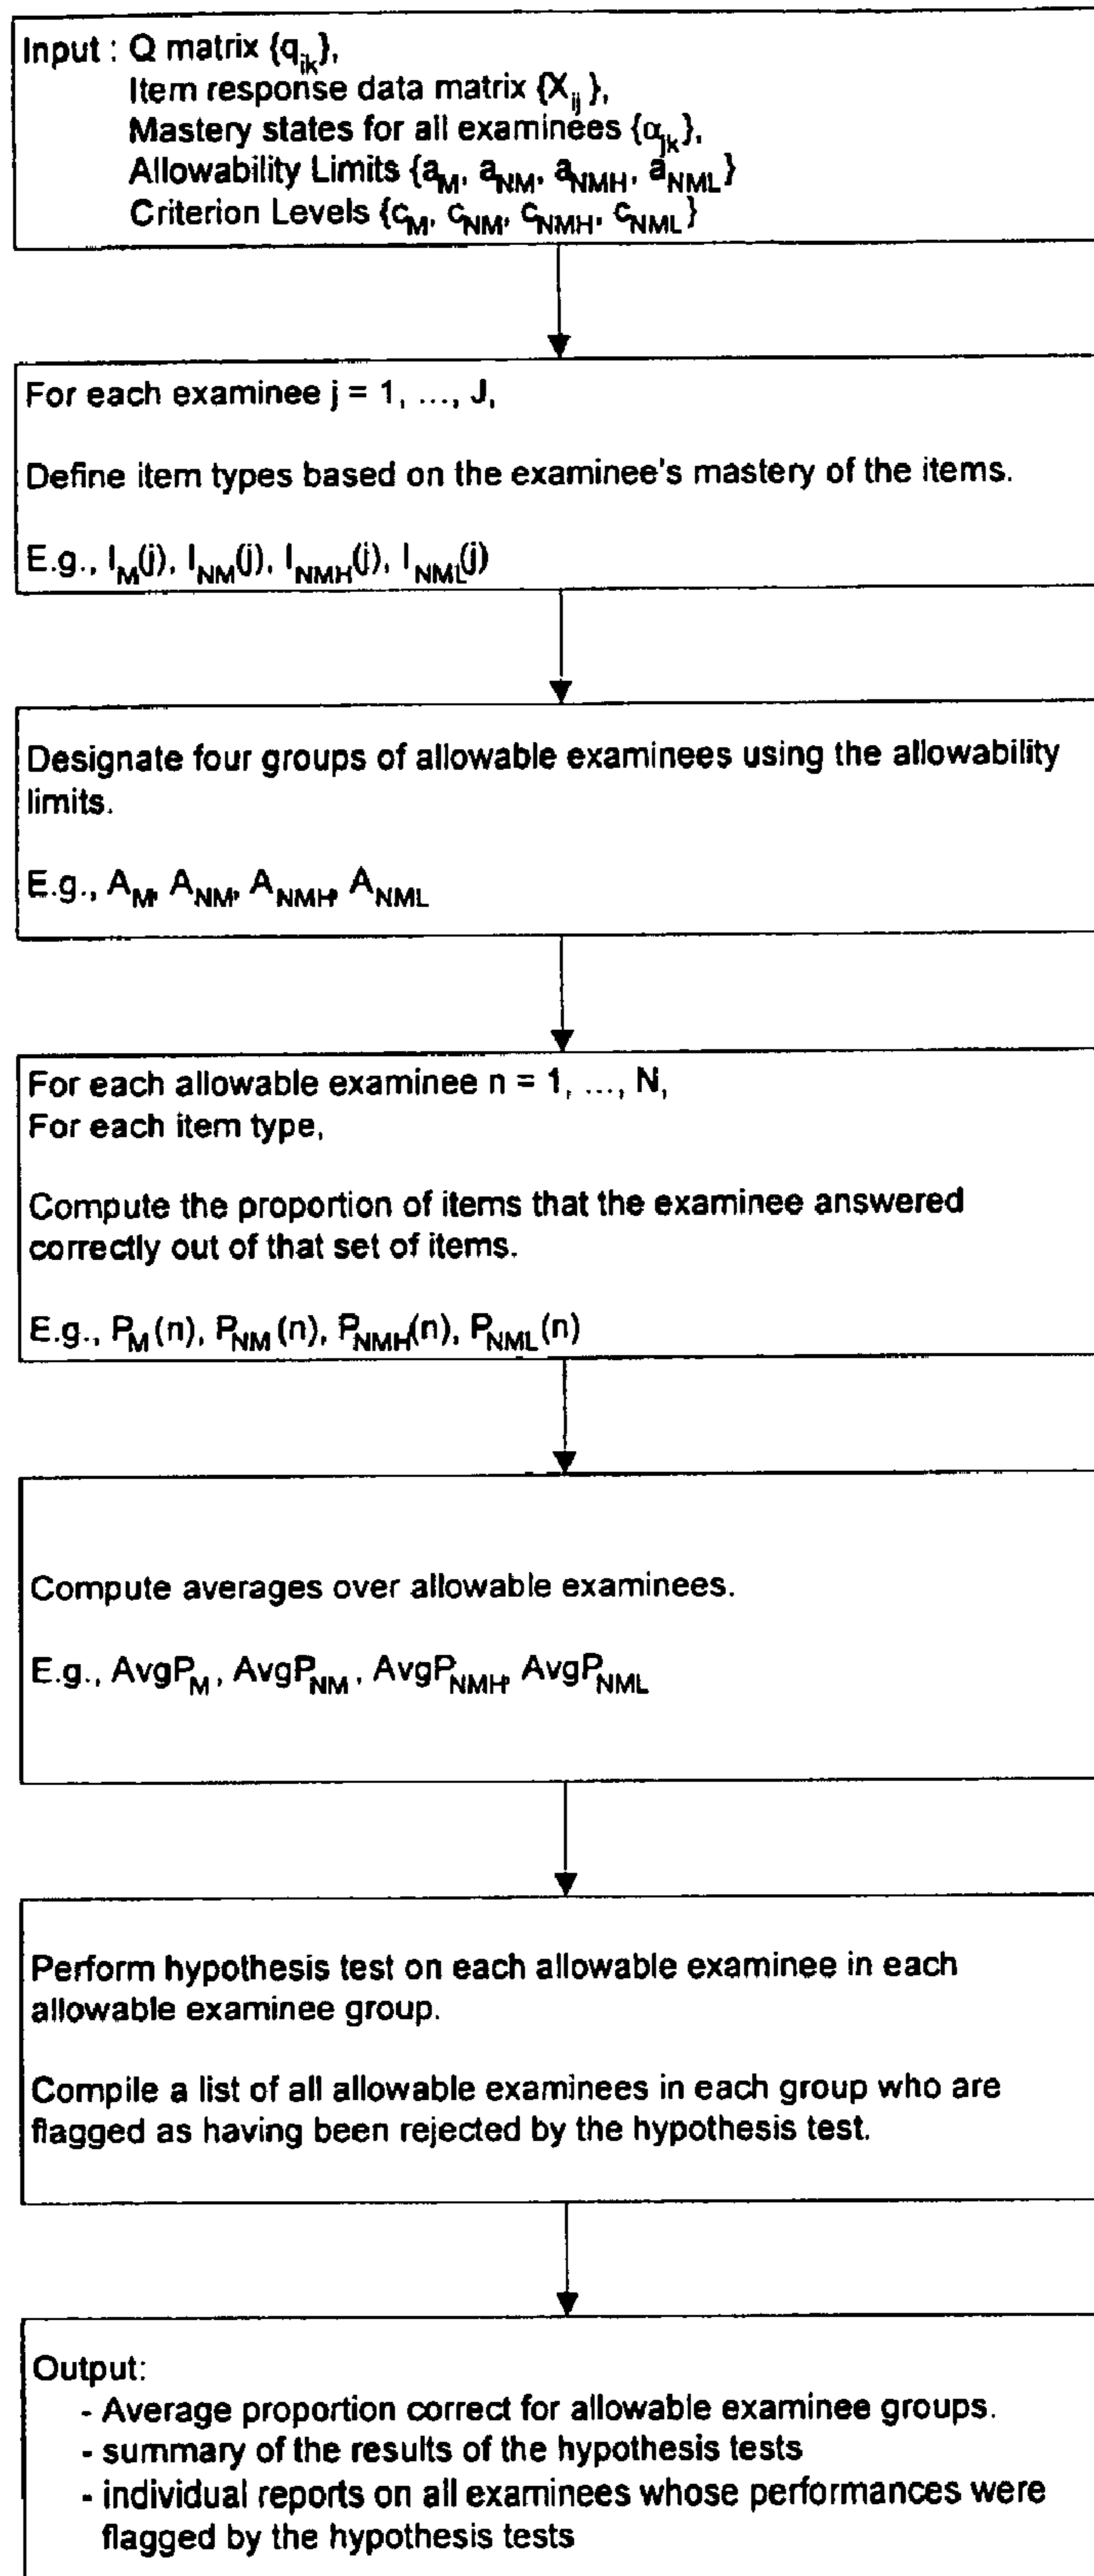 Input : Q matrix {q_ik},
Item response data matrix {X_ij},
Mastery states for all examinees {α_jk},
Allowability Limits {a_M, a_NM, a_NMH, a_NML}
Criterion Levels {c_M, c_NM, c_NMH, c_NML}
For each examinee j = 1, ..., J,
Define item types based on the examinee's mastery of the items.
E.g., I_M(j), I_NM(j), I_NMH(j), I_NML(j)
Designate four groups of allowable examinees using the allowability
limits.
E.g., A_M, A_NM, A_NMH, A_NML
For each allowable examinee n = 1, ..., N,
For each item type,
Compute the proportion of items that the examinee answered
correctly out of that set of items.
E.g., P_M(n), P_NM(n), P_NMH(n), P_NML(n)
Compute averages over allowable examinees.
E.g., AvgP_M, AvgP_NM, AvgP_NMH, AvgP_NML
Perform hypothesis test on each allowable examinee in each
allowable examinee group.
Compile a list of all allowable examinees in each group who are
flagged as having been rejected by the hypothesis test.
Output:
- Average proportion correct for allowable examinee groups.
- summary of the results of the hypothesis tests
- individual reports on all examinees whose performances were
flagged by the hypothesis tests